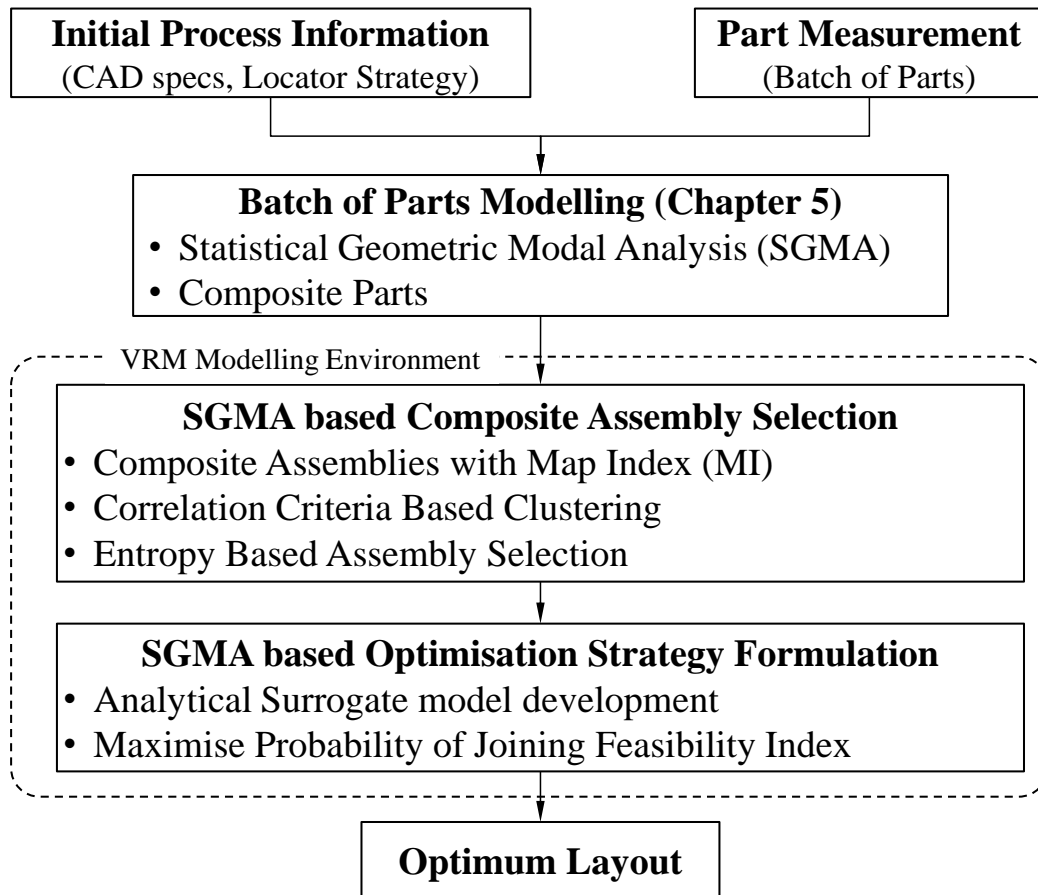 Initial Process Information
(CAD specs, Locator Strategy)
Part Measurement
(Batch of Parts)
Batch of Parts Modelling (Chapter 5)
• Statistical Geometric Modal Analysis (SGMA)
• Composite Parts
VRM Modelling Environment
SGMA based Composite Assembly Selection
• Composite Assemblies with Map Index (MI)
• Correlation Criteria Based Clustering
• Entropy Based Assembly Selection
SGMA based Optimisation Strategy Formulation
• Analytical Surrogate model development
• Maximise Probability of Joining Feasibility Index
Optimum Layout